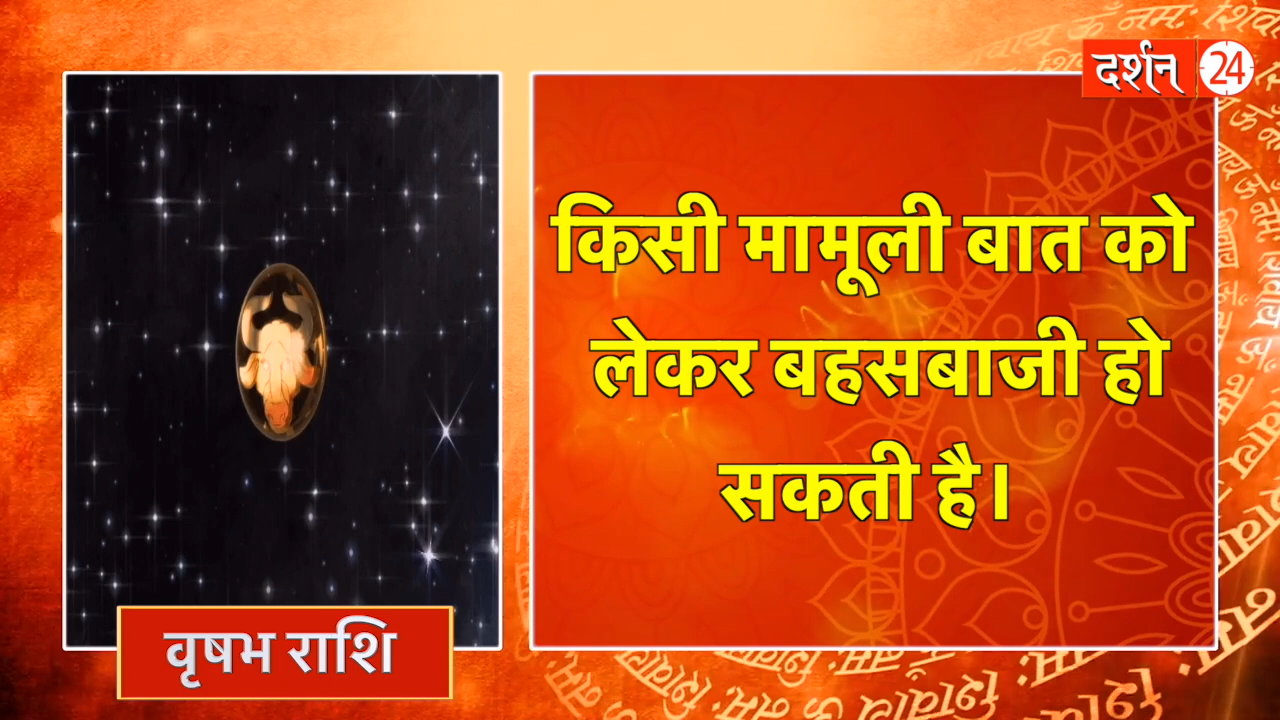 दर्शन 24
किसी मामूली बात को
लेकर बहसबाजी हो
सकती है।
वृषभ राशि